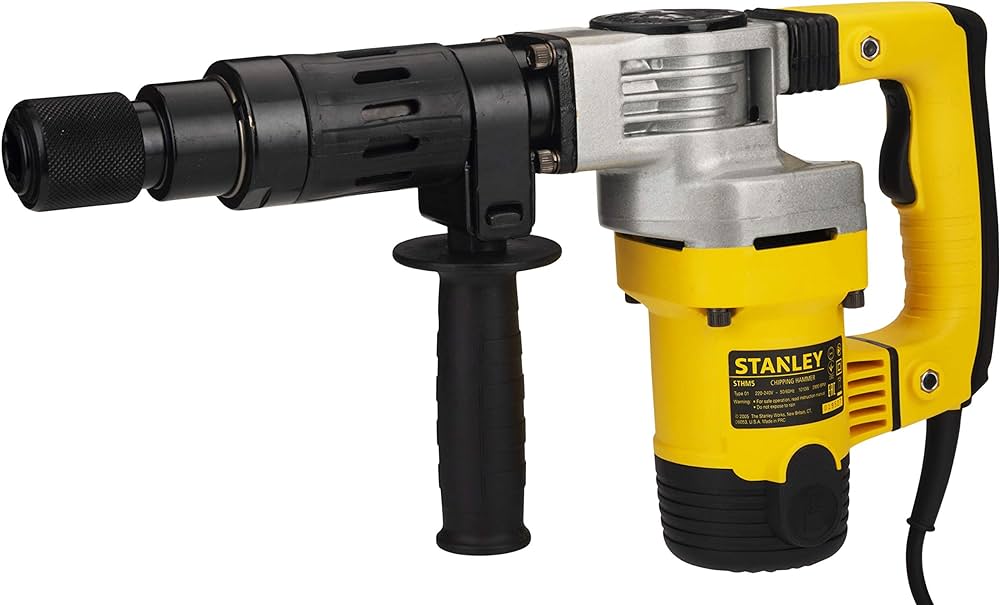 STANLEY
STHM5 CHIPPING HAMMER
Type 01 220-240V ~ 50/60Hz 1010W 2900 BPM
Warning: • For safe operation, read instruction manual
• Do not expose to rain
© 2005 The Stanley Works, New Britain, CT.
06053, U.S.A. Made in PRC
EAC